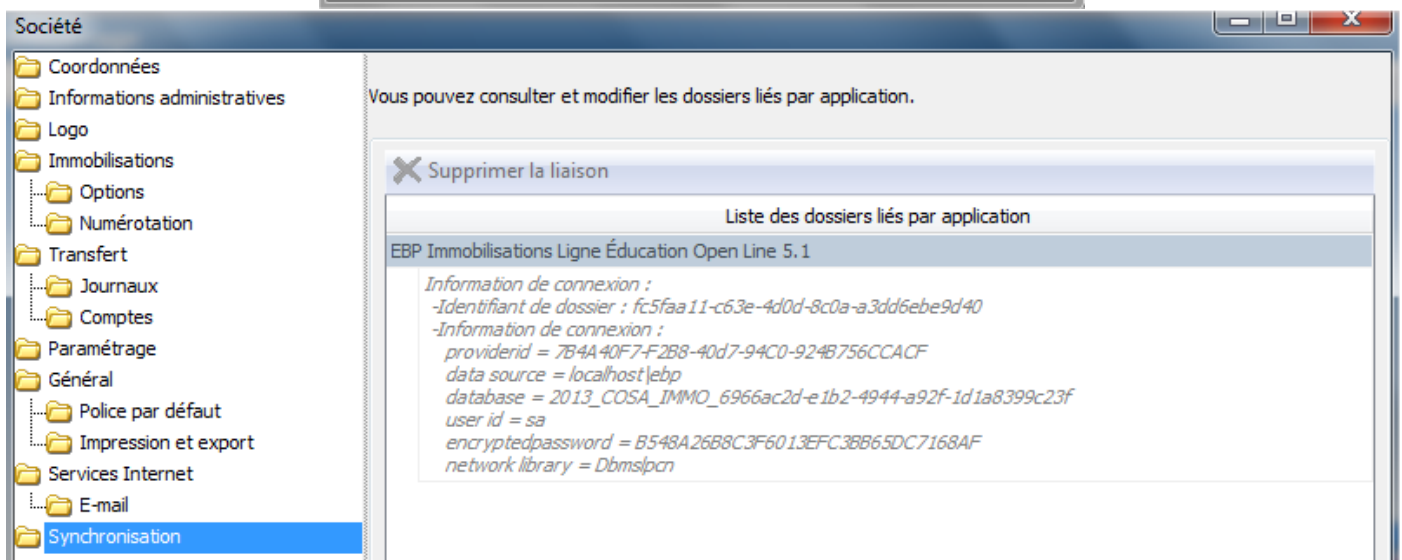 Société
Coordonnées
Informations administratives
Logo
Immobilisations
Options
Numérotation
Transfert
Journaux
Comptes
Paramétrage
Général
Police par défaut
Impression et export
Services Internet
E-mail
Synchronisation
Vous pouvez consulter et modifier les dossiers liés par application.
Supprimer la liaison
Liste des dossiers liés par application
EBP Immobilisations Ligne Éducation Open Line 5.1
Information de connexion :
-Identifiant de dossier : fc5faa11-c63e-4d0d-8c0a-a3dd6ebe9d40
-Information de connexion :
providerid = 7B4A40F7-F2B8-40d7-94C0-924B756CCACF
data source = localhost\ebp
database = 2013_COSA_IMMO_6966ac2d-e1b2-4944-a92f-1d1a8399c23f
user id = sa
encryptedpassword = B548A26B8C3F6013EFC3BB65DC7168AF
network library = Dbmslpcn